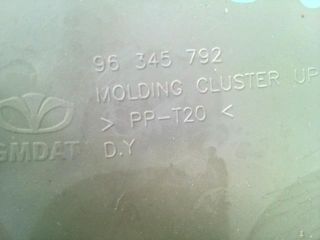 96 345 792
MOLDING CLUSTER UP
> PP-T20 <
GMDAT D.Y